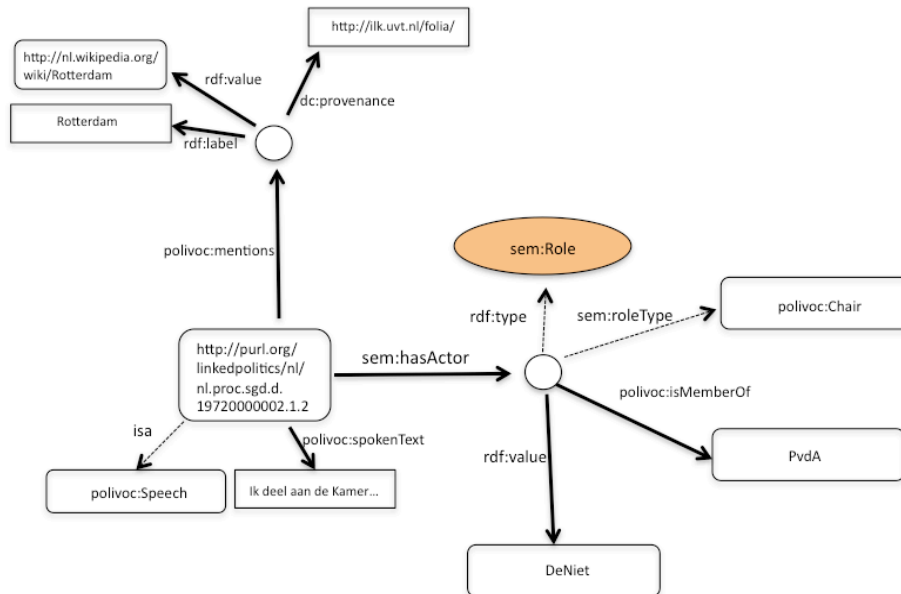 http://ilk.uvt.nl/folia/
http://nl.wikipedia.org/
wiki/Rotterdam
rdf:value
dc:provenance
Rotterdam
rdf:label
polivoc:mentions
sem:Role
rdf:type
sem:roleType
polivoc:Chair
http://purl.org/
linkedpolitics/nl/
nl.proc.sgd.d.
19720000002.1.2
sem:hasActor
polivoc:isMemberOf
isa
polivoc:spokenText
rdf:value
PvdA
polivoc:Speech
Ik deel aan de Kamer...
DeNiet